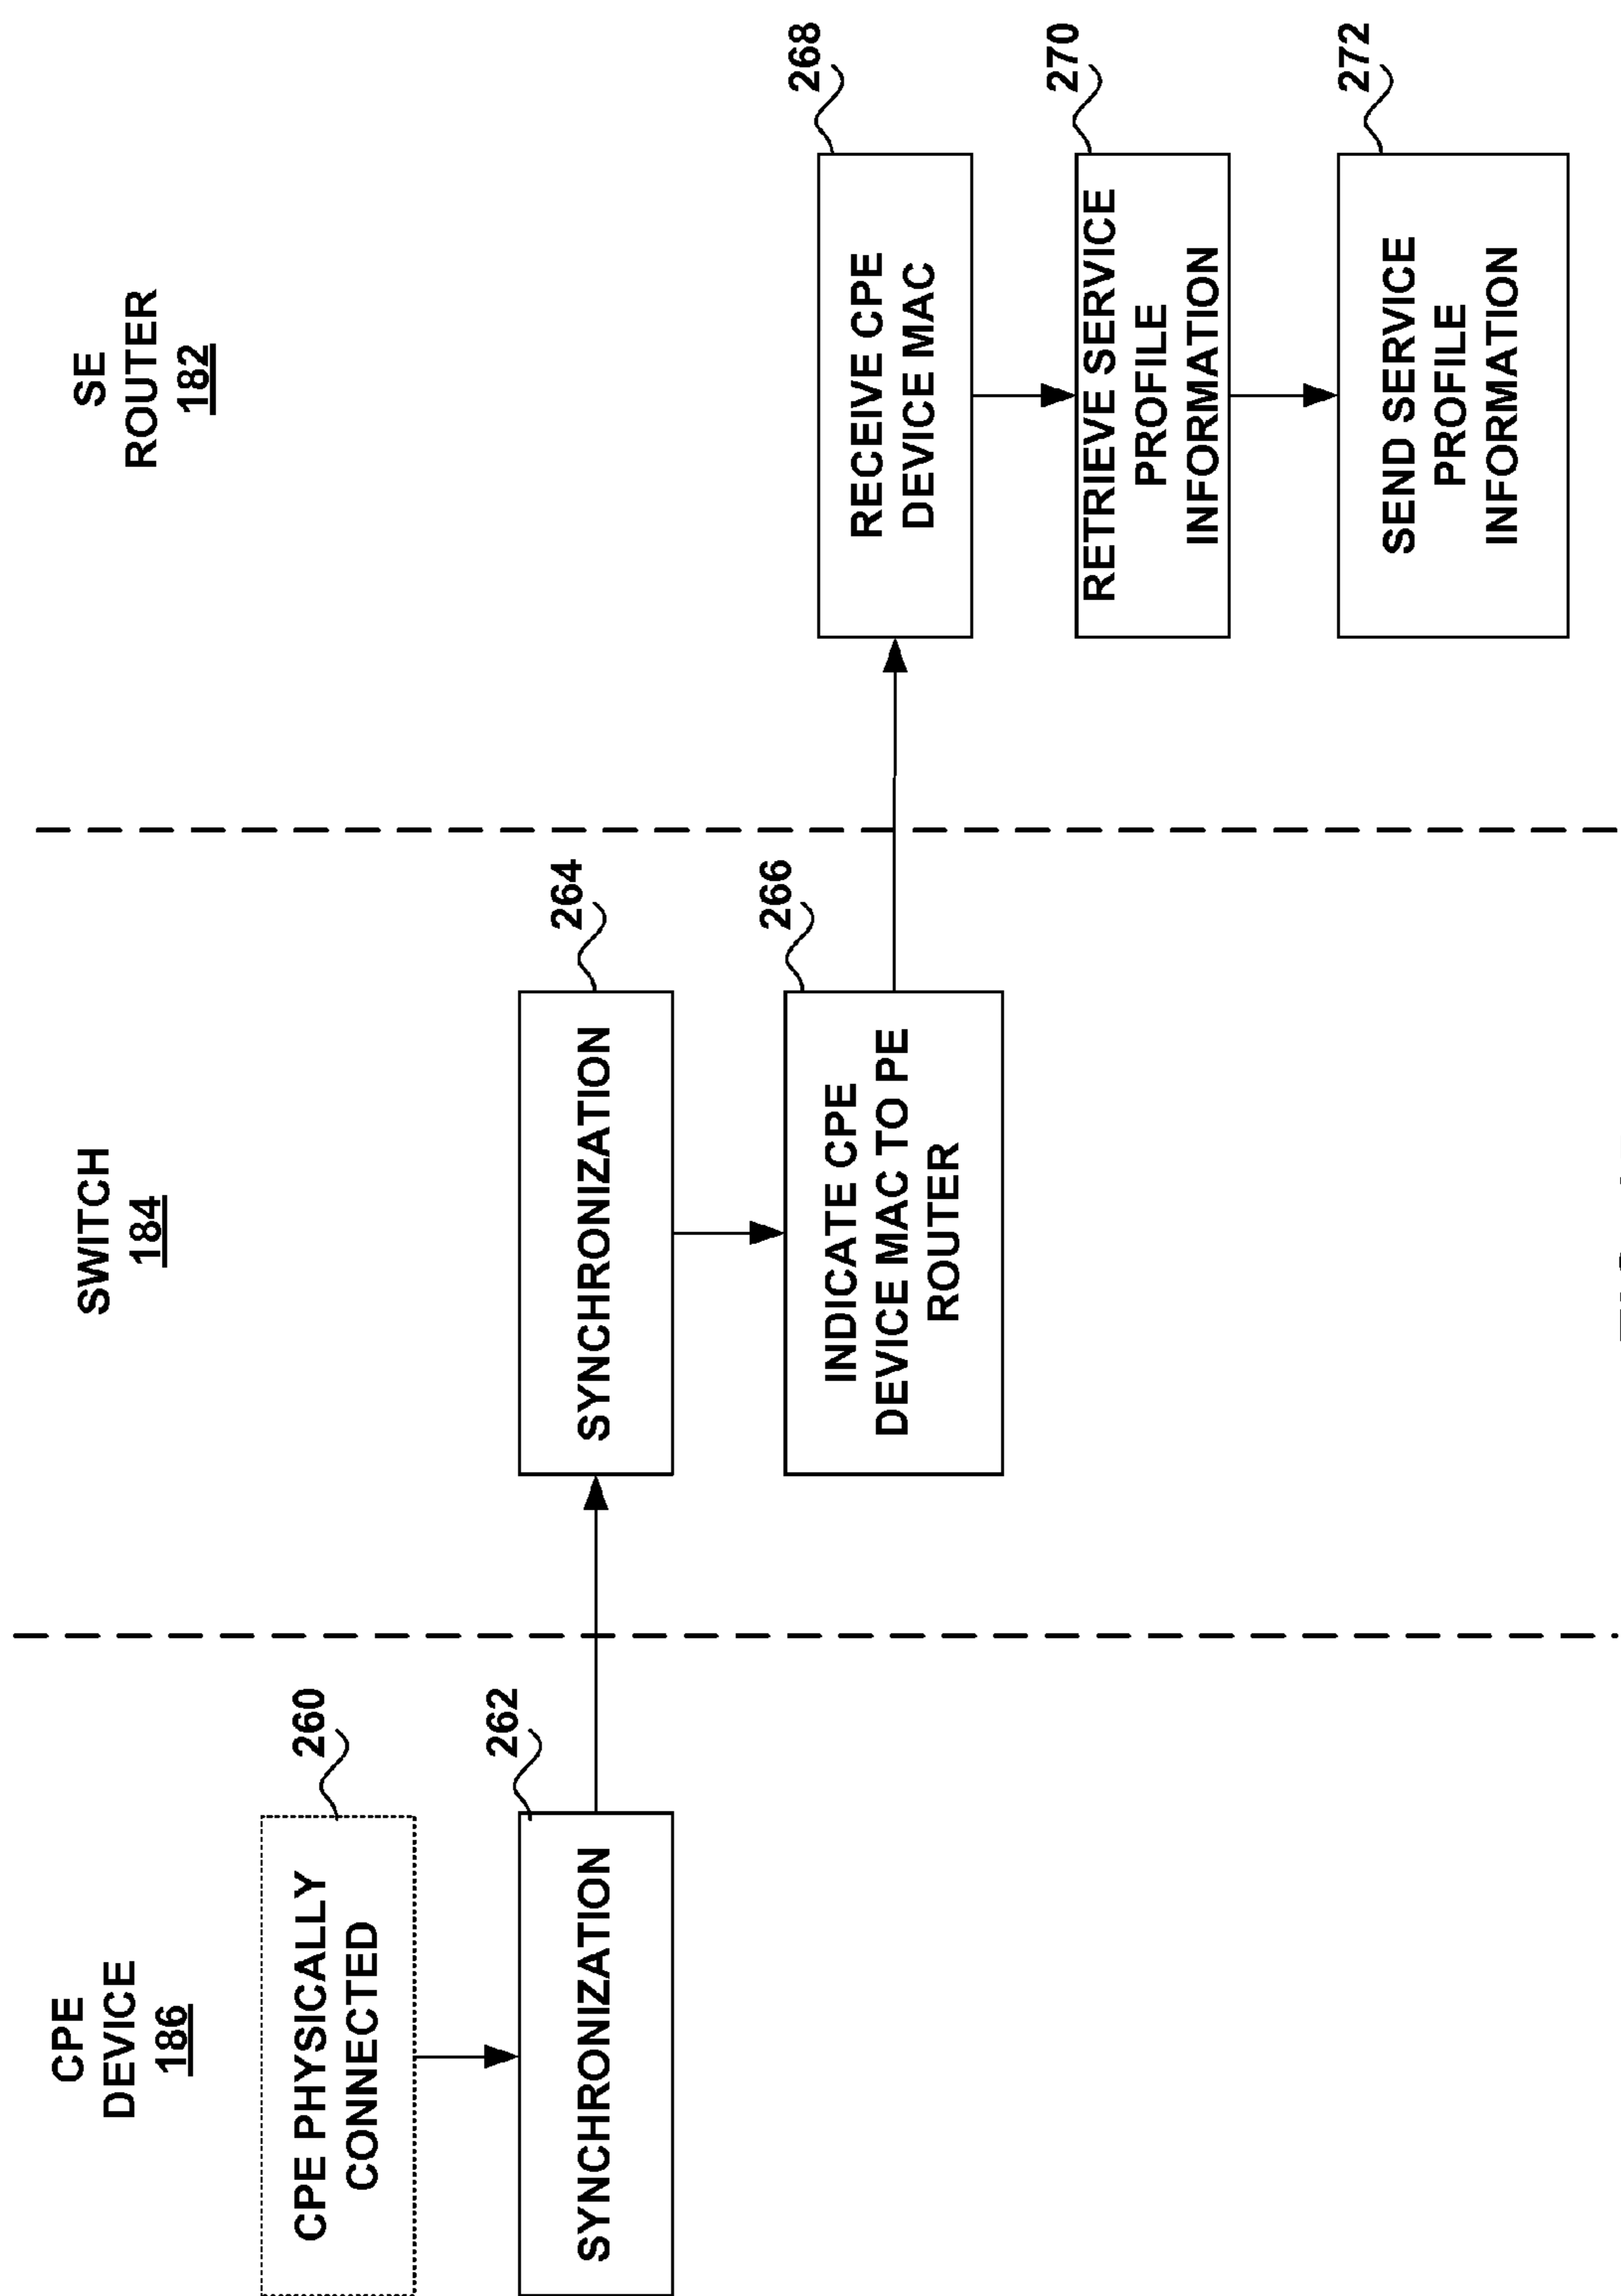 CPE
DEVICE
186
SWITCH
184
SE
ROUTER
182
260
CPE PHYSICALLY
CONNECTED
262
SYNCHRONIZATION
264
SYNCHRONIZATION
266
INDICATE CPE
DEVICE MAC TO PE
ROUTER
268
RECEIVE CPE
DEVICE MAC
270
RETRIEVE SERVICE
PROFILE
INFORMATION
272
SEND SERVICE
PROFILE
INFORMATION